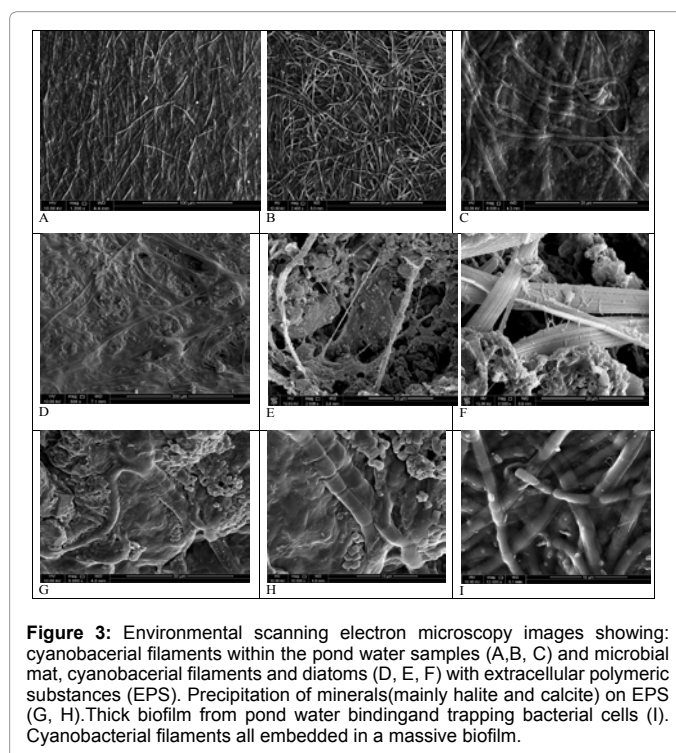 A
B
C
D
E
F
G
H
I
Figure 3: Environmental scanning electron microscopy images showing:
cyanobacerial filaments within the pond water samples (A,B, C) and microbial
mat, cyanobacerial filaments and diatoms (D, E, F) with extracellular polymeric
substances (EPS). Precipitation of minerals(mainly halite and calcite) on EPS
(G, H).Thick biofilm from pond water bindingand trapping bacterial cells (I).
Cyanobacterial filaments all embedded in a massive biofilm.